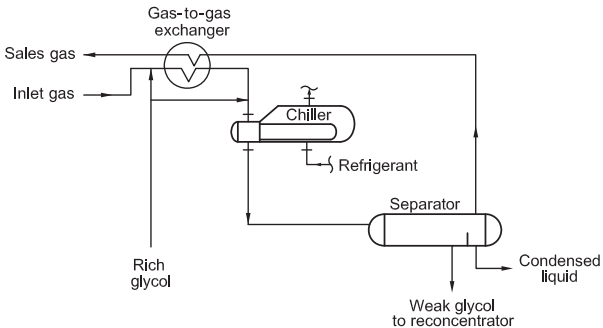 Gas-to-gas
exchanger
Sales gas
Inlet gas
Chiller
Refrigerant
Separator
Rich
glycol
Condensed
liquid
Weak glycol
to reconcentrator